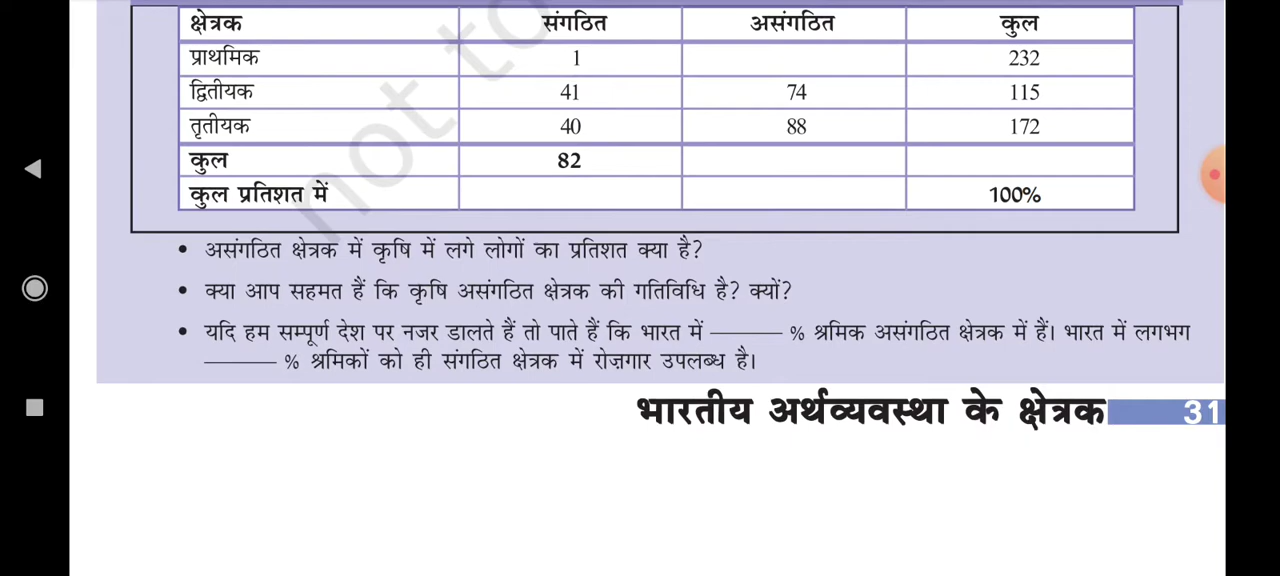 क्षेत्रक संगठित असंगठित कुल
प्राथमिक 1 232
द्वितीयक 41 74 115
तृतीयक 40 88 172
कुल 82
कुल प्रतिशत में 100%
not to
• असंगठित क्षेत्रक में कृषि में लगे लोगों का प्रतिशत क्या है?
• क्या आप सहमत हैं कि कृषि असंगठित क्षेत्रक की गतिविधि है? क्यों?
• यदि हम सम्पूर्ण देश पर नजर डालते हैं तो पाते हैं कि भारत में ——— % श्रमिक असंगठित क्षेत्रक में हैं। भारत में लगभग
——— % श्रमिकों को ही संगठित क्षेत्रक में रोज़गार उपलब्ध है।
भारतीय अर्थव्यवस्था के क्षेत्रक 31